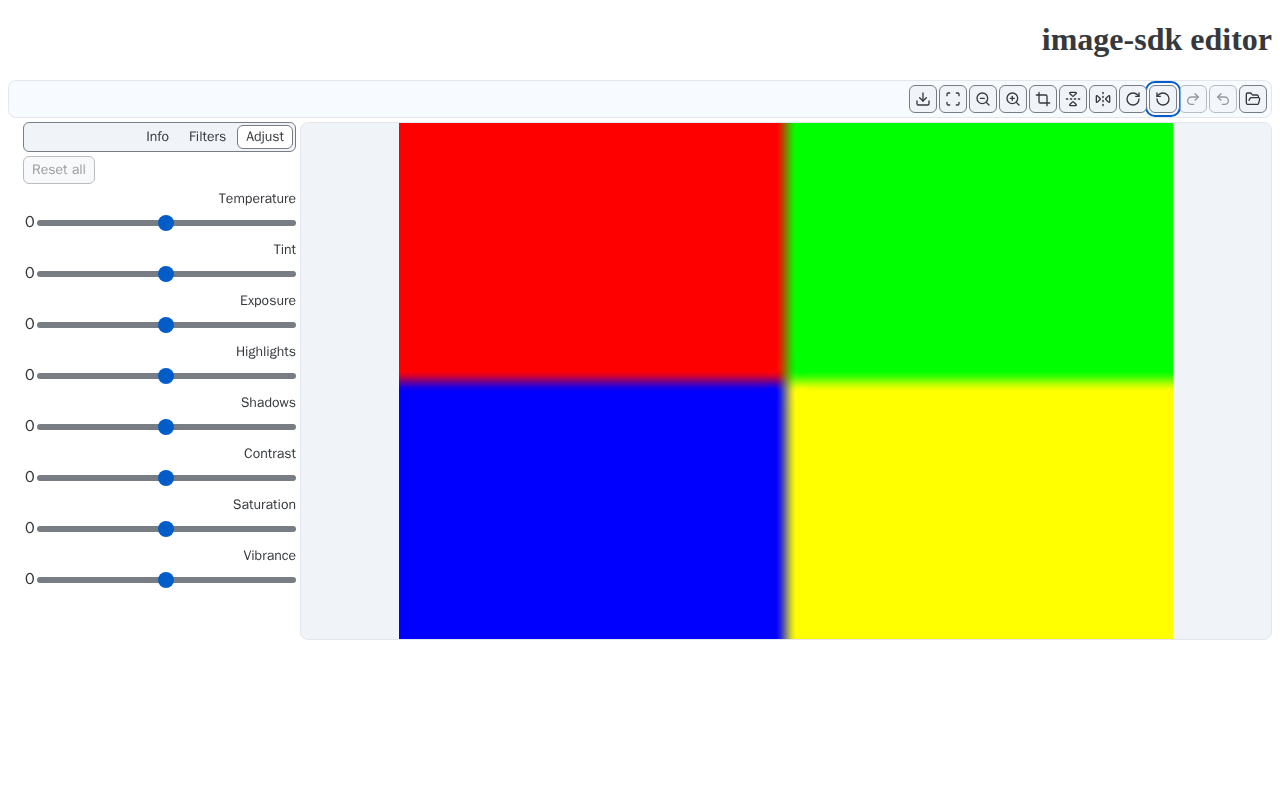 image-sdk editor
Info Filters Adjust
Reset all
Temperature
0
Tint
0
Exposure
0
Highlights
0
Shadows
0
Contrast
0
Saturation
0
Vibrance
0